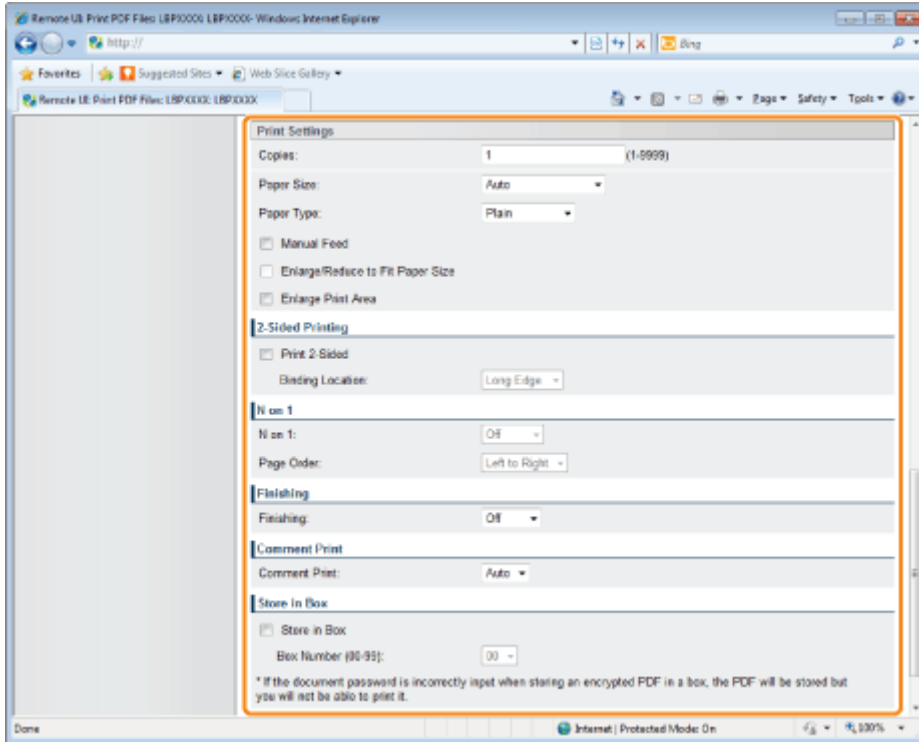 Remote UI: Print PDF Files: LBPXXXX: LBPXXXX - Windows Internet Explorer
http://
Bing
Favorites Suggested Sites Web Slice Gallery
Remote UI: Print PDF Files: LBPXXXX: LBPXXXX
Page Safety Tools
Print Settings
Copies: 1 (1-9999)
Paper Size: Auto
Paper Type: Plain
Manual Feed
Enlarge/Reduce to Fit Paper Size
Enlarge Print Area
2-Sided Printing
Print 2-Sided
Binding Location: Long Edge
N on 1
N on 1: Off
Page Order: Left to Right
Finishing
Finishing: Off
Comment Print
Comment Print: Auto
Store in Box
Store in Box
Box Number (00-99): 00
* If the document password is incorrectly input when storing an encrypted PDF in a box, the PDF will be stored but
you will not be able to print it.
Done Internet | Protected Mode: On 100%